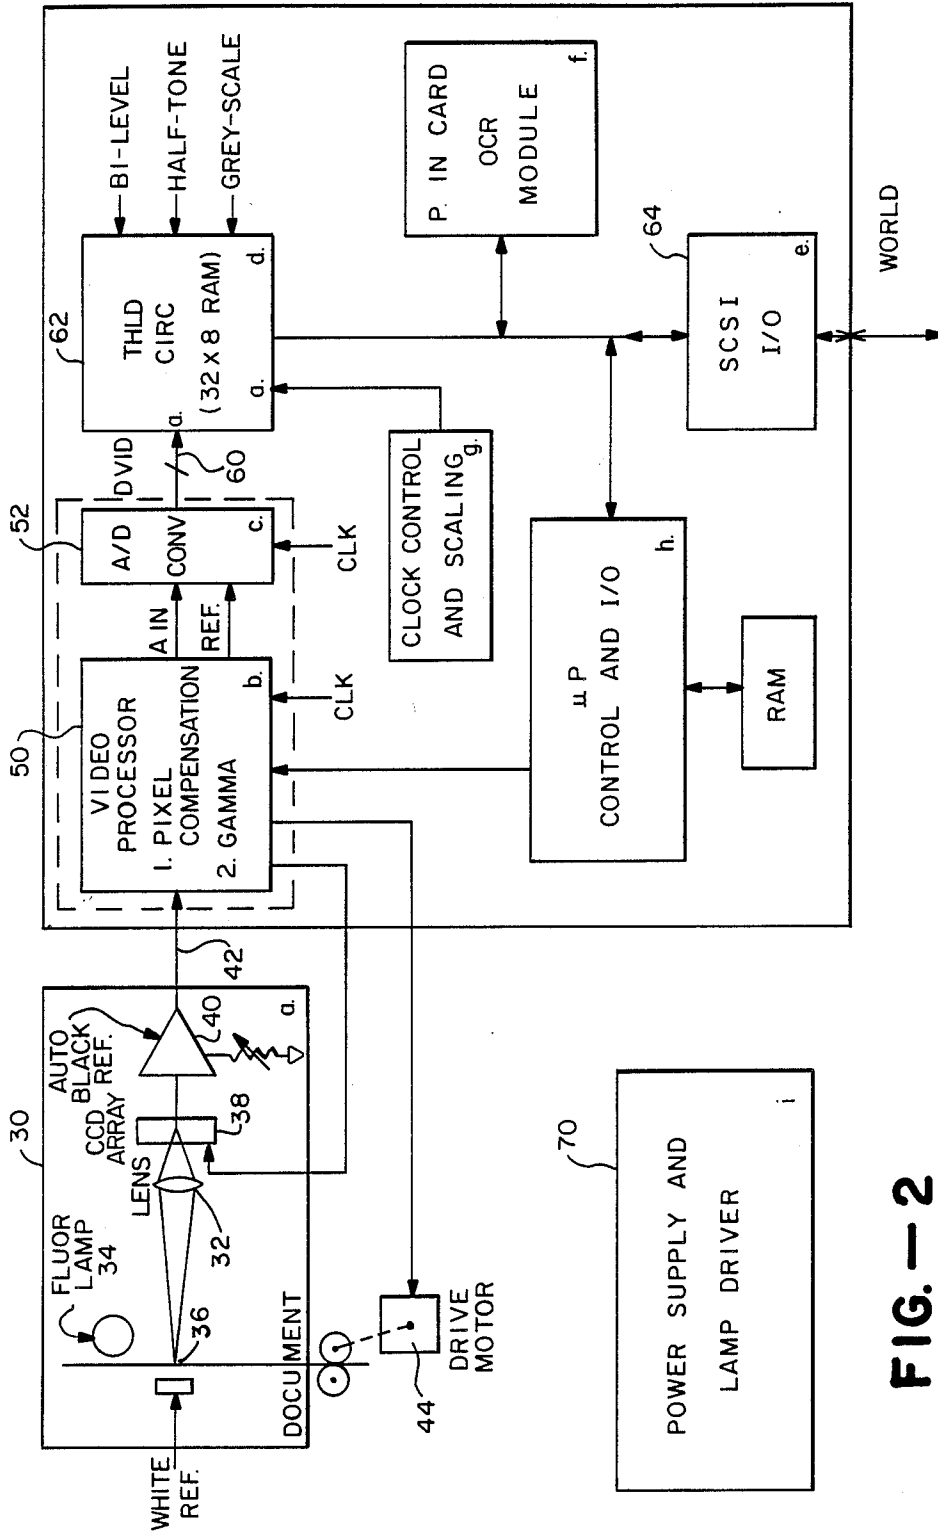 30
FLUOR
LAMP
34
LENS
CCD
ARRAY
AUTO
BLACK
REF.
40
38
32
36
a.
WHITE
REF.
DOCUMENT
42
44
DRIVE
MOTOR
50
VIDEO
PROCESSOR
1. PIXEL
COMPENSATION
2. GAMMA
b.
A IN
REF.
CLK
52
A/D
CONV
c.
CLK
DVID
60
62
THLD
CIRC
(32 X 8 RAM)
a.
a.
d.
BI-LEVEL
HALF-TONE
GREY-SCALE
CLOCK CONTROL
AND SCALING
g.
P. IN CARD
OCR
MODULE
f.
µP
CONTROL AND I/O
h.
RAM
64
SCSI
I/O
e.
WORLD
70
POWER SUPPLY AND
LAMP DRIVER
i
FIG.—2